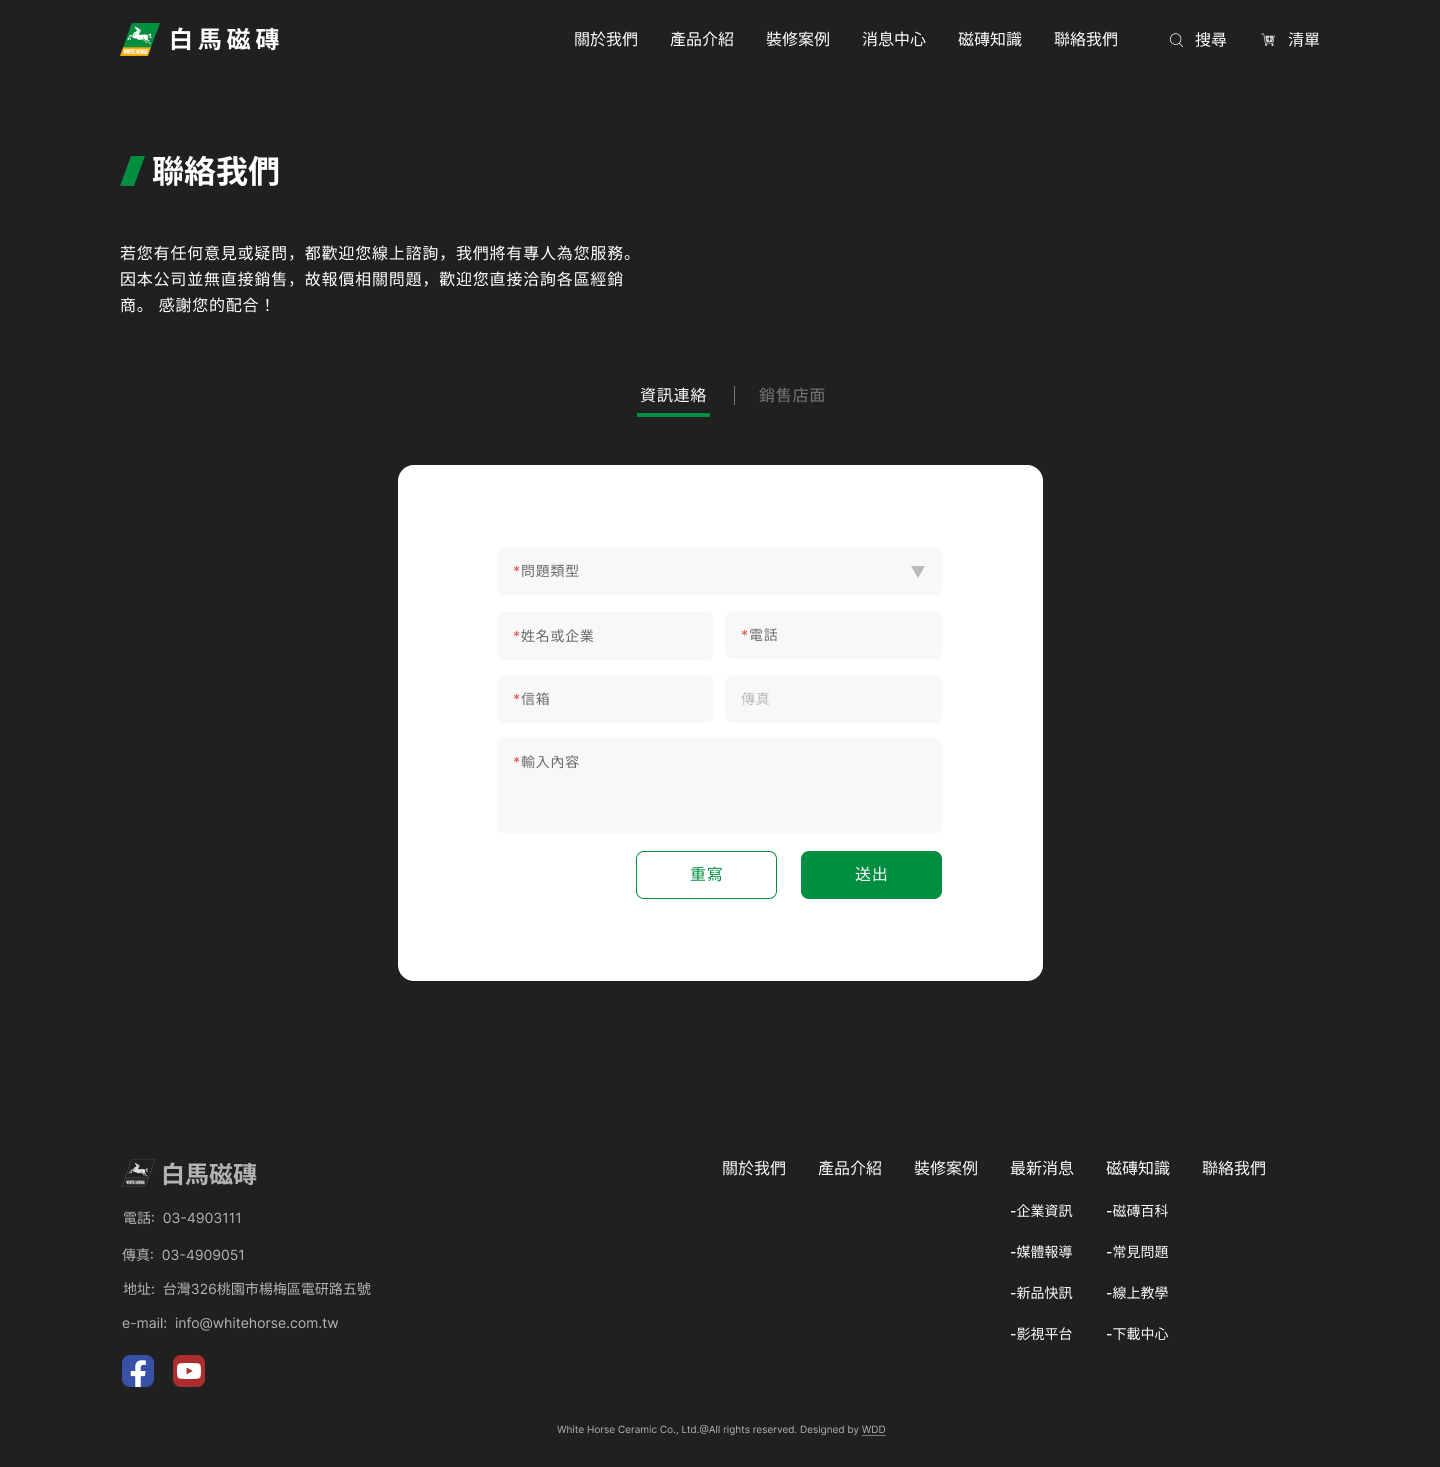 WHITE HORSE
白馬磁磚
關於我們 產品介紹 裝修案例 消息中心 磁磚知識 聯絡我們 搜尋 清單
聯絡我們
若您有任何意見或疑問，都歡迎您線上諮詢，我們將有專人為您服務。
因本公司並無直接銷售，故報價相關問題，歡迎您直接洽詢各區經銷
商。 感謝您的配合！
資訊連絡 銷售店面
*問題類型
*姓名或企業 *電話
*信箱 傳真
*輸入內容
重寫 送出
WHITE HORSE
白馬磁磚
電話: 03-4903111
傳真: 03-4909051
地址: 台灣326桃園市楊梅區電研路五號
e-mail: info@whitehorse.com.tw
關於我們 產品介紹 裝修案例 最新消息 磁磚知識 聯絡我們
-企業資訊 -磁磚百科
-媒體報導 -常見問題
-新品快訊 -線上教學
-影視平台 -下載中心
White Horse Ceramic Co., Ltd.@All rights reserved. Designed by WDD